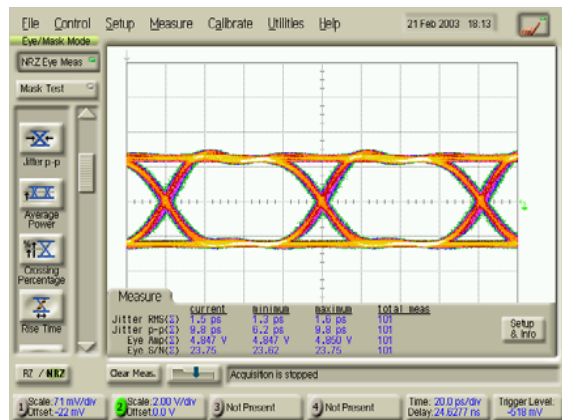 File Control Setup Measure Calibrate Utilities Help 21 Feb 2003 18:13
Eye/Mask Mode
NRZ Eye Meas
Mask Test
Jitter p-p
Average
Power
Crossing
Percentage
Rise Time
Measure
current minimum maximum total meas
Jitter RMS(2) 1.5 ps 1.3 ps 1.6 ps 101
Jitter p-p(2) 9.8 ps 6.2 ps 9.8 ps 101
Eye Amp(2) 4.847 V 4.847 V 4.850 V 101
Eye S/N(2) 23.75 23.62 23.75 101
Setup
& Info
RZ / NRZ
Clear Meas.
Acquisition is stopped
1) Scale:71 mV/div
Offset:-22 mV
2) Scale:2.00 V/div
Offset:0.0 V
3) Not Present
4) Not Present
Time: 20.0 ps/div
Delay:24.6277 ns
Trigger Level:
-518 mV